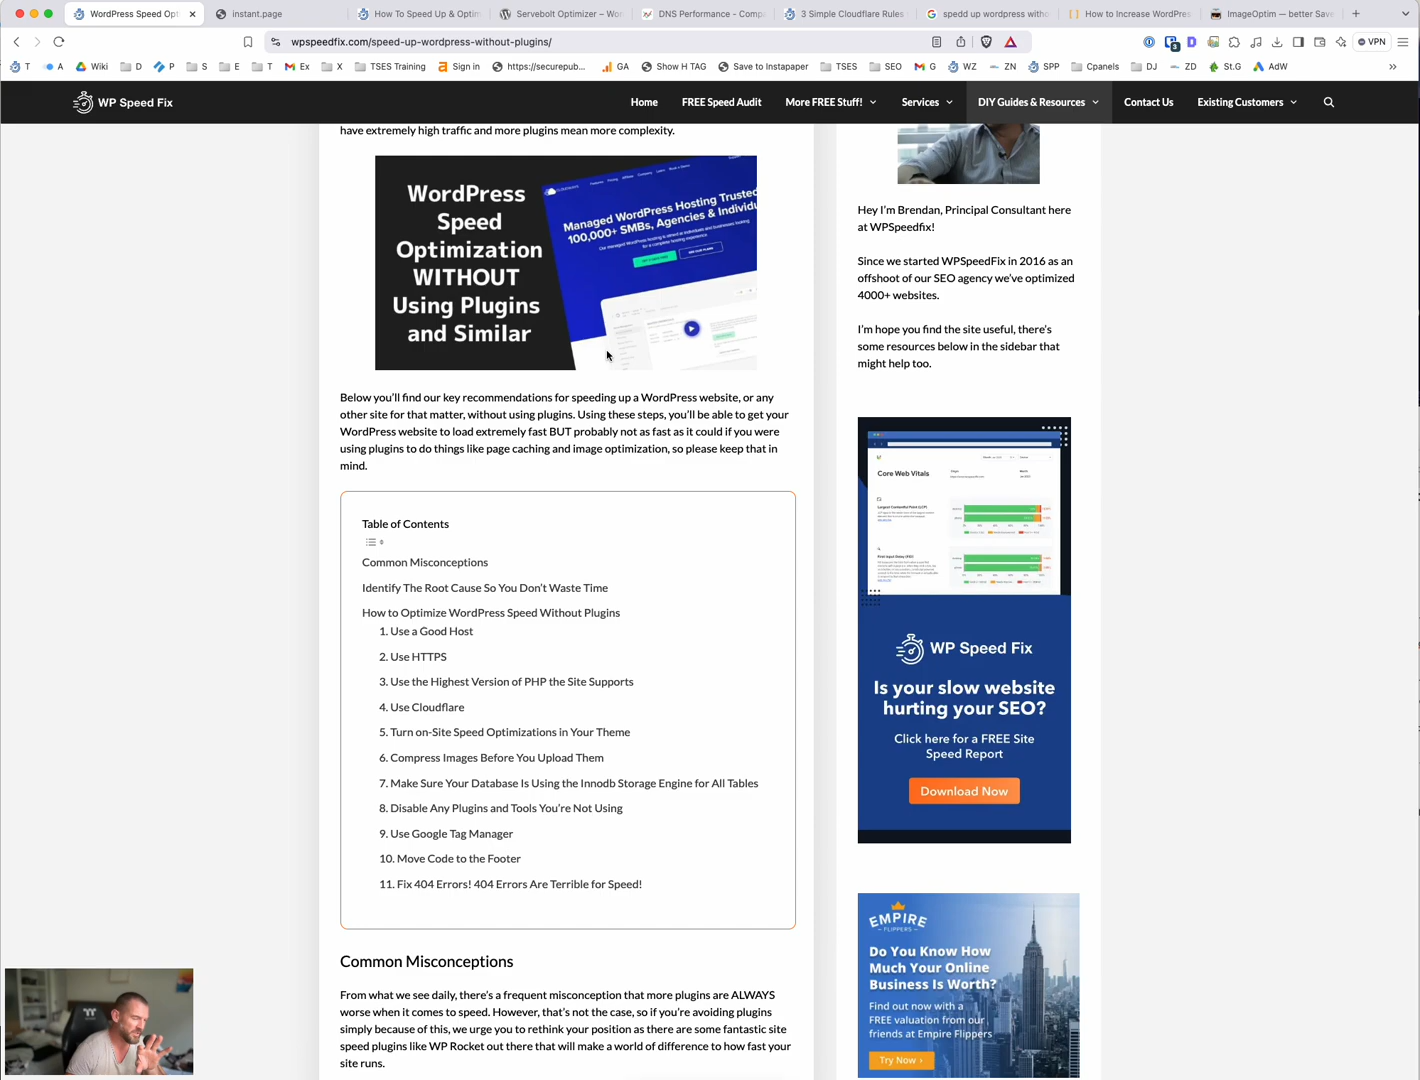 WordPress Speed Opt
instant.page
How To Speed Up & Optim
Servebolt Optimizer – Wor
DNS Performance - Comp
3 Simple Cloudflare Rules
spedd up wordpress witho
How to Increase WordPres
ImageOptim — better Save
wpspeedfix.com/speed-up-wordpress-without-plugins/
VPN
T
A
Wiki
D
P
S
E
T
Ex
X
TSES Training
Sign in
https://securepub...
GA
Show H TAG
Save to Instapaper
TSES
SEO
G
WZ
ZN
SPP
Cpanels
DJ
ZD
St.G
AdW
WP Speed Fix
Home
FREE Speed Audit
More FREE Stuff!
Services
DIY Guides & Resources
Contact Us
Existing Customers
have extremely high traffic and more plugins mean more complexity.
WordPress
Speed
Optimization
WITHOUT
Using Plugins
and Similar
Managed WordPress Hosting Trusted
100,000+ SMBs, Agencies & Individu
Below you'll find our key recommendations for speeding up a WordPress website, or any
other site for that matter, without using plugins. Using these steps, you'll be able to get your
WordPress website to load extremely fast BUT probably not as fast as it could if you were
using plugins to do things like page caching and image optimization, so please keep that in
mind.
Table of Contents
Common Misconceptions
Identify The Root Cause So You Don't Waste Time
How to Optimize WordPress Speed Without Plugins
1. Use a Good Host
2. Use HTTPS
3. Use the Highest Version of PHP the Site Supports
4. Use Cloudflare
5. Turn on-Site Speed Optimizations in Your Theme
6. Compress Images Before You Upload Them
7. Make Sure Your Database Is Using the Innodb Storage Engine for All Tables
8. Disable Any Plugins and Tools You're Not Using
9. Use Google Tag Manager
10. Move Code to the Footer
11. Fix 404 Errors! 404 Errors Are Terrible for Speed!
Common Misconceptions
From what we see daily, there's a frequent misconception that more plugins are ALWAYS
worse when it comes to speed. However, that's not the case, so if you're avoiding plugins
simply because of this, we urge you to rethink your position as there are some fantastic site
speed plugins like WP Rocket out there that will make a world of difference to how fast your
site runs.
Hey I'm Brendan, Principal Consultant here
at WPSpeedfix!
Since we started WPSpeedFix in 2016 as an
offshoot of our SEO agency we've optimized
4000+ websites.
I'm hope you find the site useful, there's
some resources below in the sidebar that
might help too.
Core Web Vitals
Largest Contentful Paint (LCP)
First Input Delay (FID)
WP Speed Fix
Is your slow website
hurting your SEO?
Click here for a FREE Site
Speed Report
Download Now
EMPIRE
FLIPPERS
Do You Know How
Much Your Online
Business Is Worth?
Find out now with a
FREE valuation from our
friends at Empire Flippers
Try Now ›